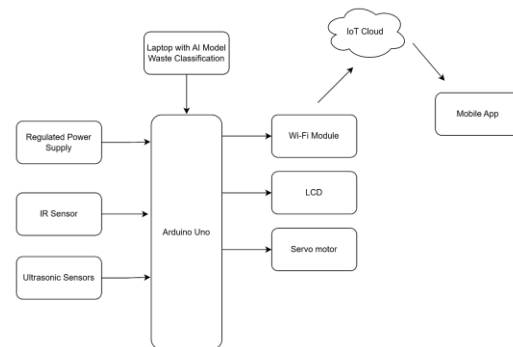 IoT Cloud
Laptop with AI Model
Waste Classification
Mobile App
Regulated Power
Supply
Wi-Fi Module
IR Sensor
LCD
Arduino Uno
Servo motor
Ultrasonic Sensors